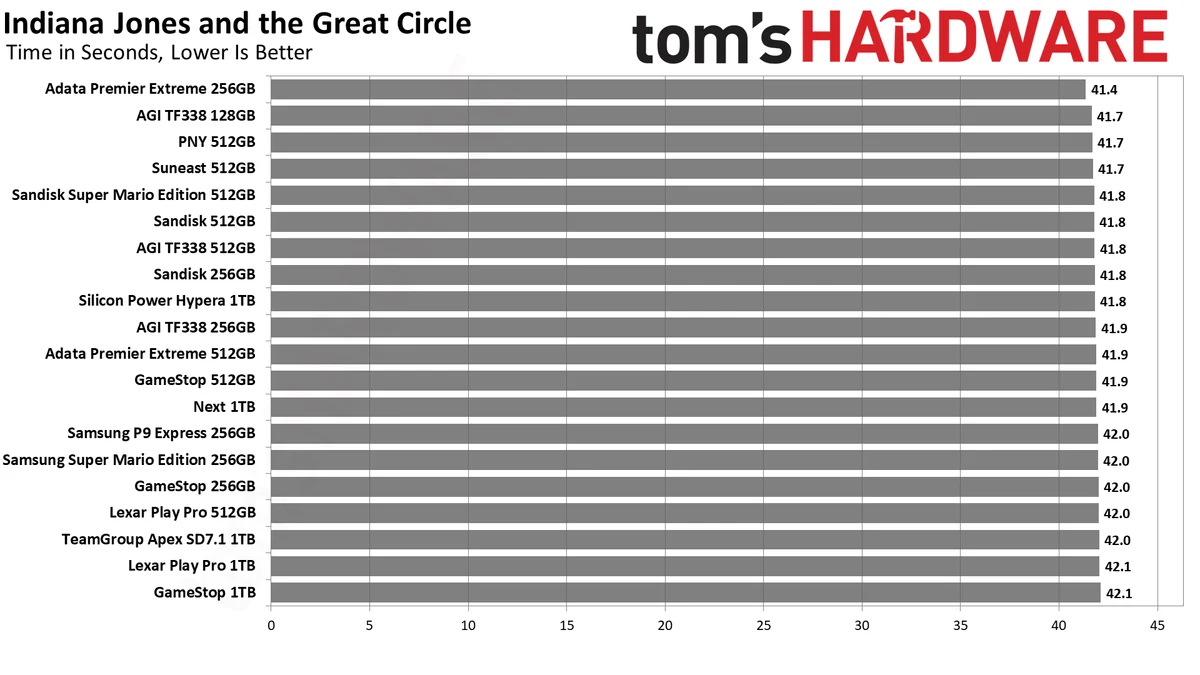 Indiana Jones and the Great Circle
Time in Seconds, Lower Is Better
tom's HARDWARE
Adata Premier Extreme 256GB 41.4
AGI TF338 128GB 41.7
PNY 512GB 41.7
Suneast 512GB 41.7
Sandisk Super Mario Edition 512GB 41.8
Sandisk 512GB 41.8
AGI TF338 512GB 41.8
Sandisk 256GB 41.8
Silicon Power Hypera 1TB 41.8
AGI TF338 256GB 41.9
Adata Premier Extreme 512GB 41.9
GameStop 512GB 41.9
Next 1TB 41.9
Samsung P9 Express 256GB 42.0
Samsung Super Mario Edition 256GB 42.0
GameStop 256GB 42.0
Lexar Play Pro 512GB 42.0
TeamGroup Apex SD7.1 1TB 42.0
Lexar Play Pro 1TB 42.1
GameStop 1TB 42.1
0 5 10 15 20 25 30 35 40 45